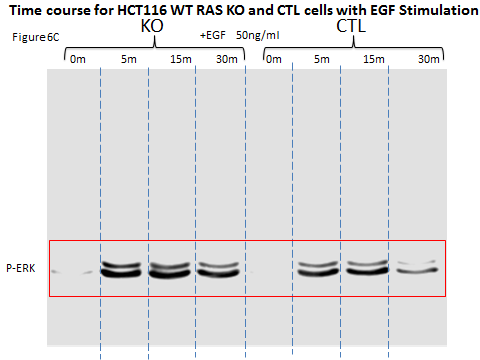 Time course for HCT116 WT RAS KO and CTL cells with EGF Stimulation
Figure6C KO +EGF 50ng/ml CTL
0m 5m 15m 30m 0m 5m 15m 30m
P-ERK